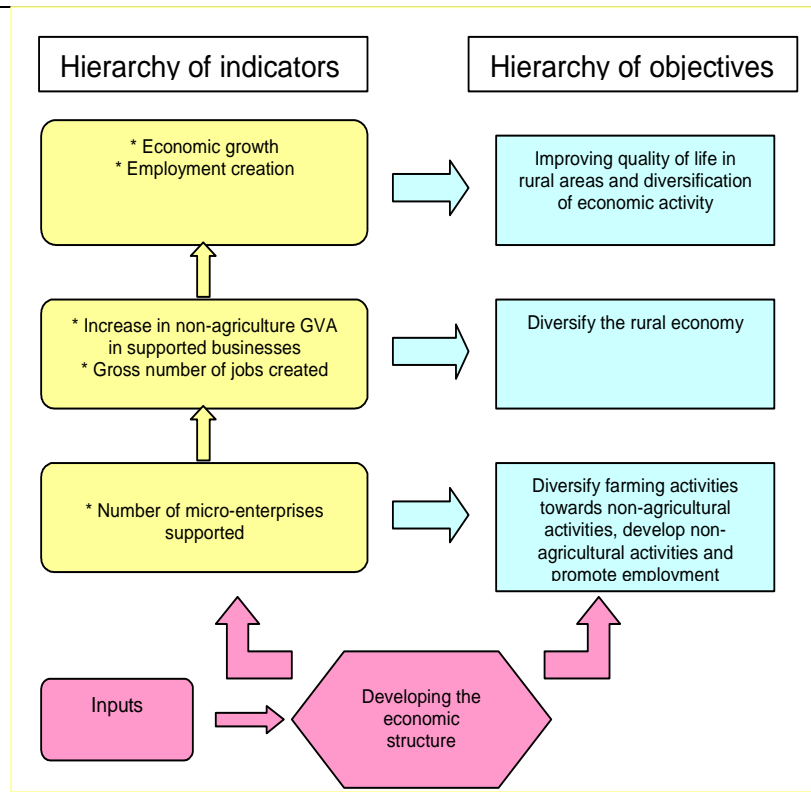 Hierarchy of indicators
Hierarchy of objectives
* Economic growth
* Employment creation
Improving quality of life in
rural areas and diversification
of economic activity
* Increase in non-agriculture GVA
in supported businesses
* Gross number of jobs created
Diversify the rural economy
* Number of micro-enterprises
supported
Diversify farming activities
towards non-agricultural
activities, develop non-
agricultural activities and
promote employment
Inputs
Developing the
economic
structure